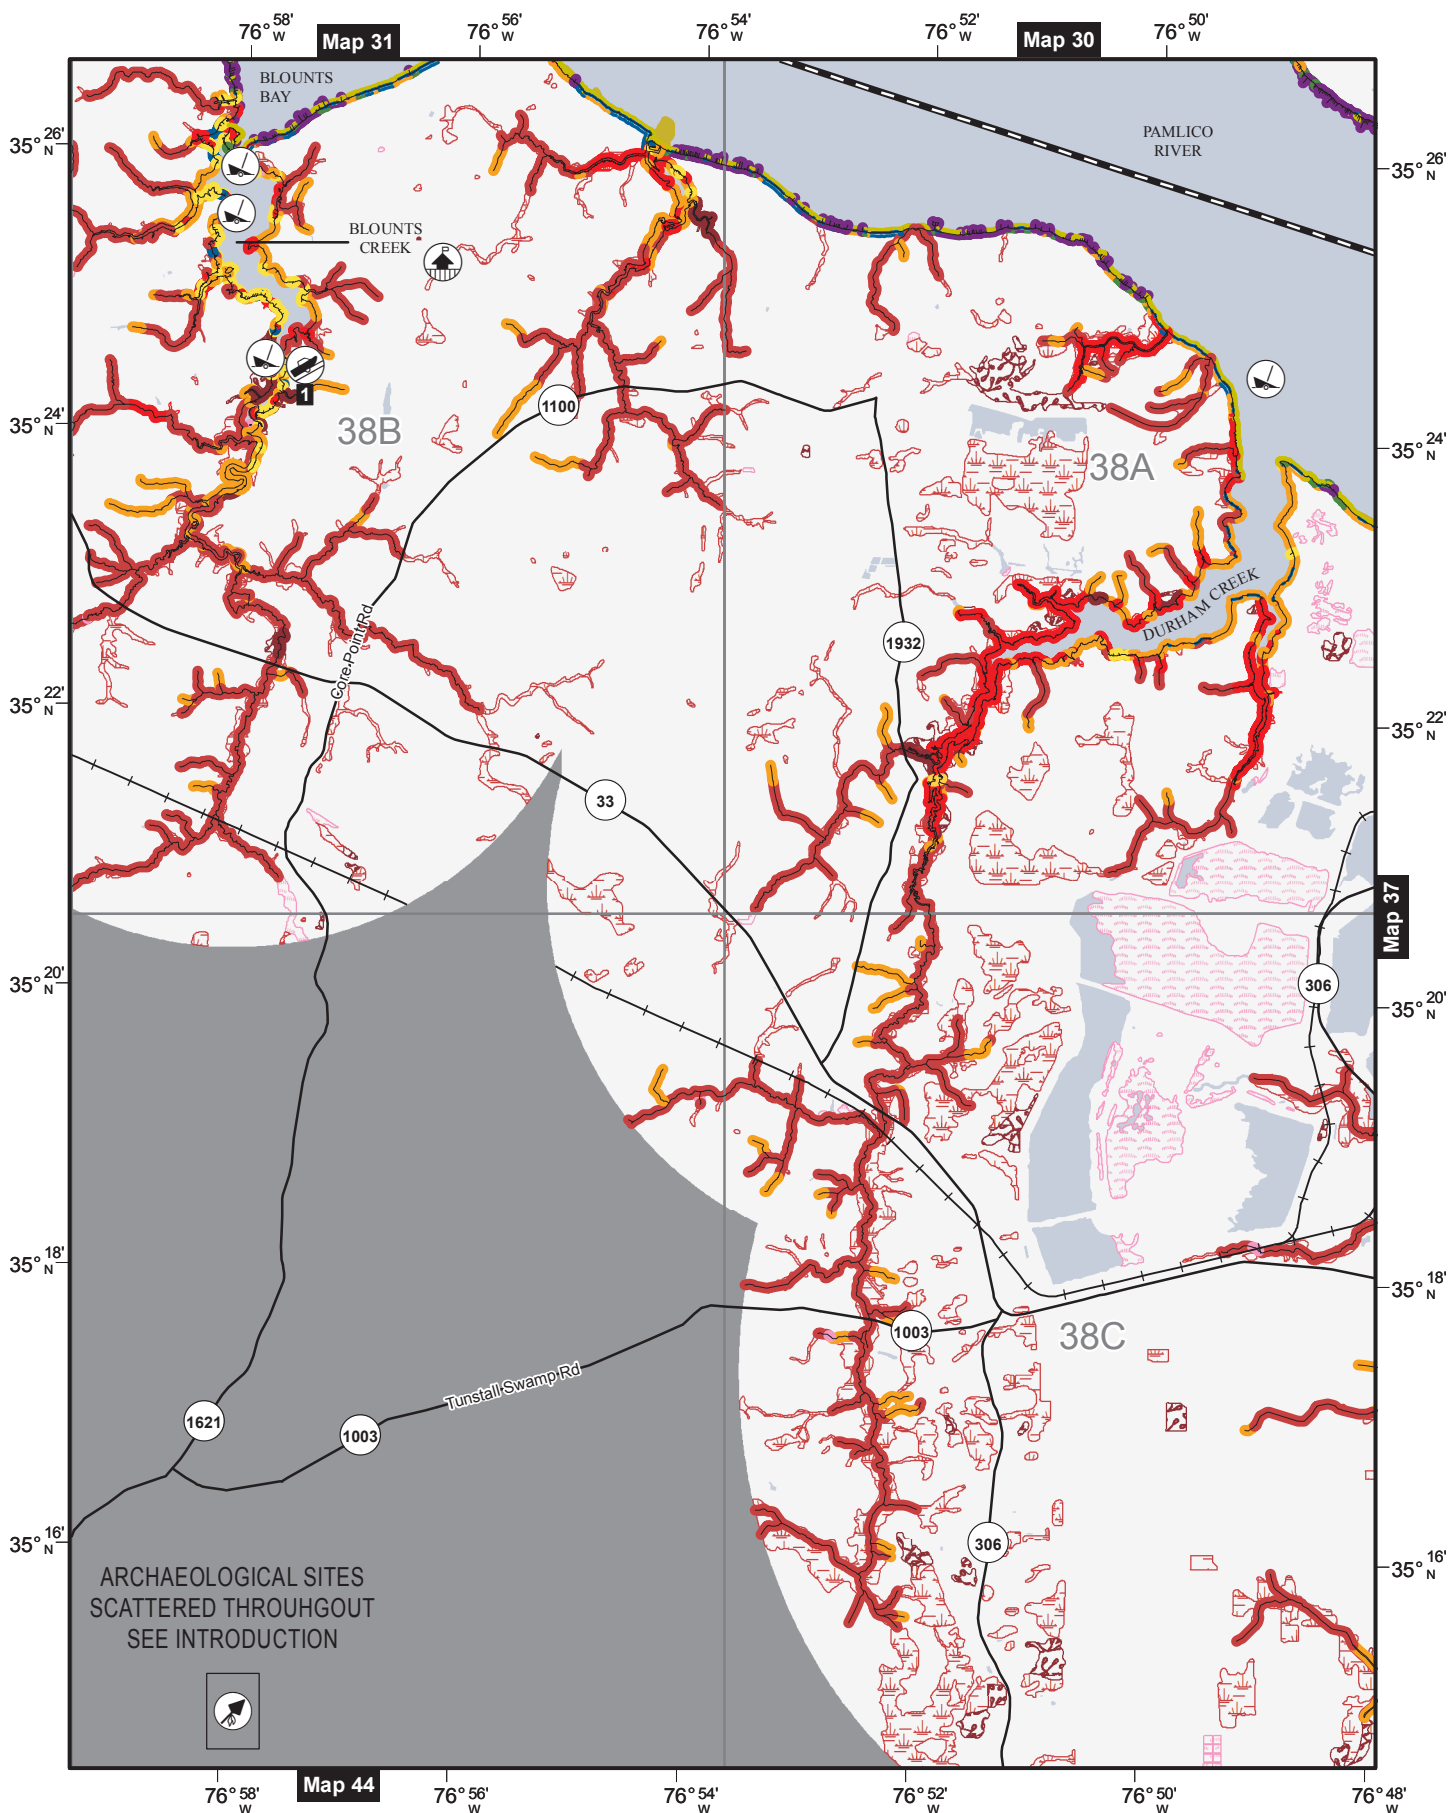 76° 58' W
Map 31
76° 56' W
76° 54' W
76° 52' W
Map 30
76° 50' W
BLOUNTS
BAY
PAMLICO
RIVER
35° 26' N
35° 26' N
BLOUNTS
CREEK
1
1100
38B
35° 24' N
38A
35° 24' N
DURHAM CREEK
1932
Core Point Rd
35° 22' N
35° 22' N
33
Map 37
35° 20' N
306
35° 20' N
35° 18' N
35° 18' N
1003
38C
Tunstall Swamp Rd
1621
1003
35° 16' N
306
35° 16' N
ARCHAEOLOGICAL SITES
SCATTERED THROUHGOUT
SEE INTRODUCTION
76° 58' W
Map 44
76° 56' W
76° 54' W
76° 52' W
76° 50' W
76° 48' W